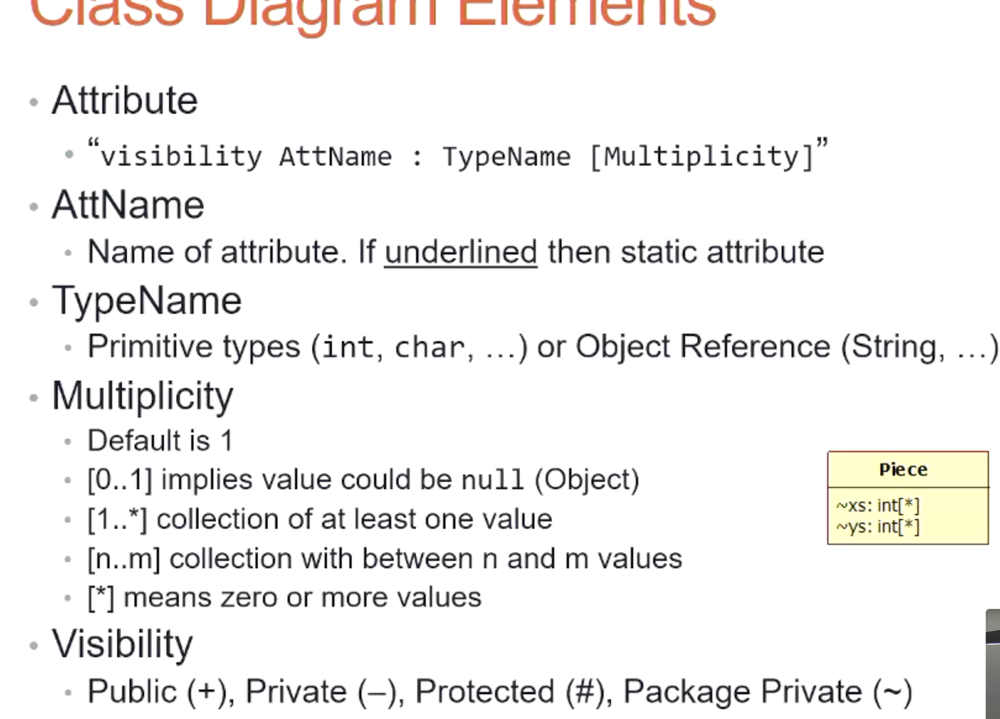 Class Diagram Elements
• Attribute
• “visibility AttName : TypeName [Multiplicity]”
• AttName
• Name of attribute. If underlined then static attribute
• TypeName
• Primitive types (int, char, …) or Object Reference (String, …)
• Multiplicity
• Default is 1
• [0..1] implies value could be null (Object)
• [1..*] collection of at least one value
• [n..m] collection with between n and m values
• [*] means zero or more values
Piece
~xs: int[*]
~ys: int[*]
• Visibility
• Public (+), Private (–), Protected (#), Package Private (~)